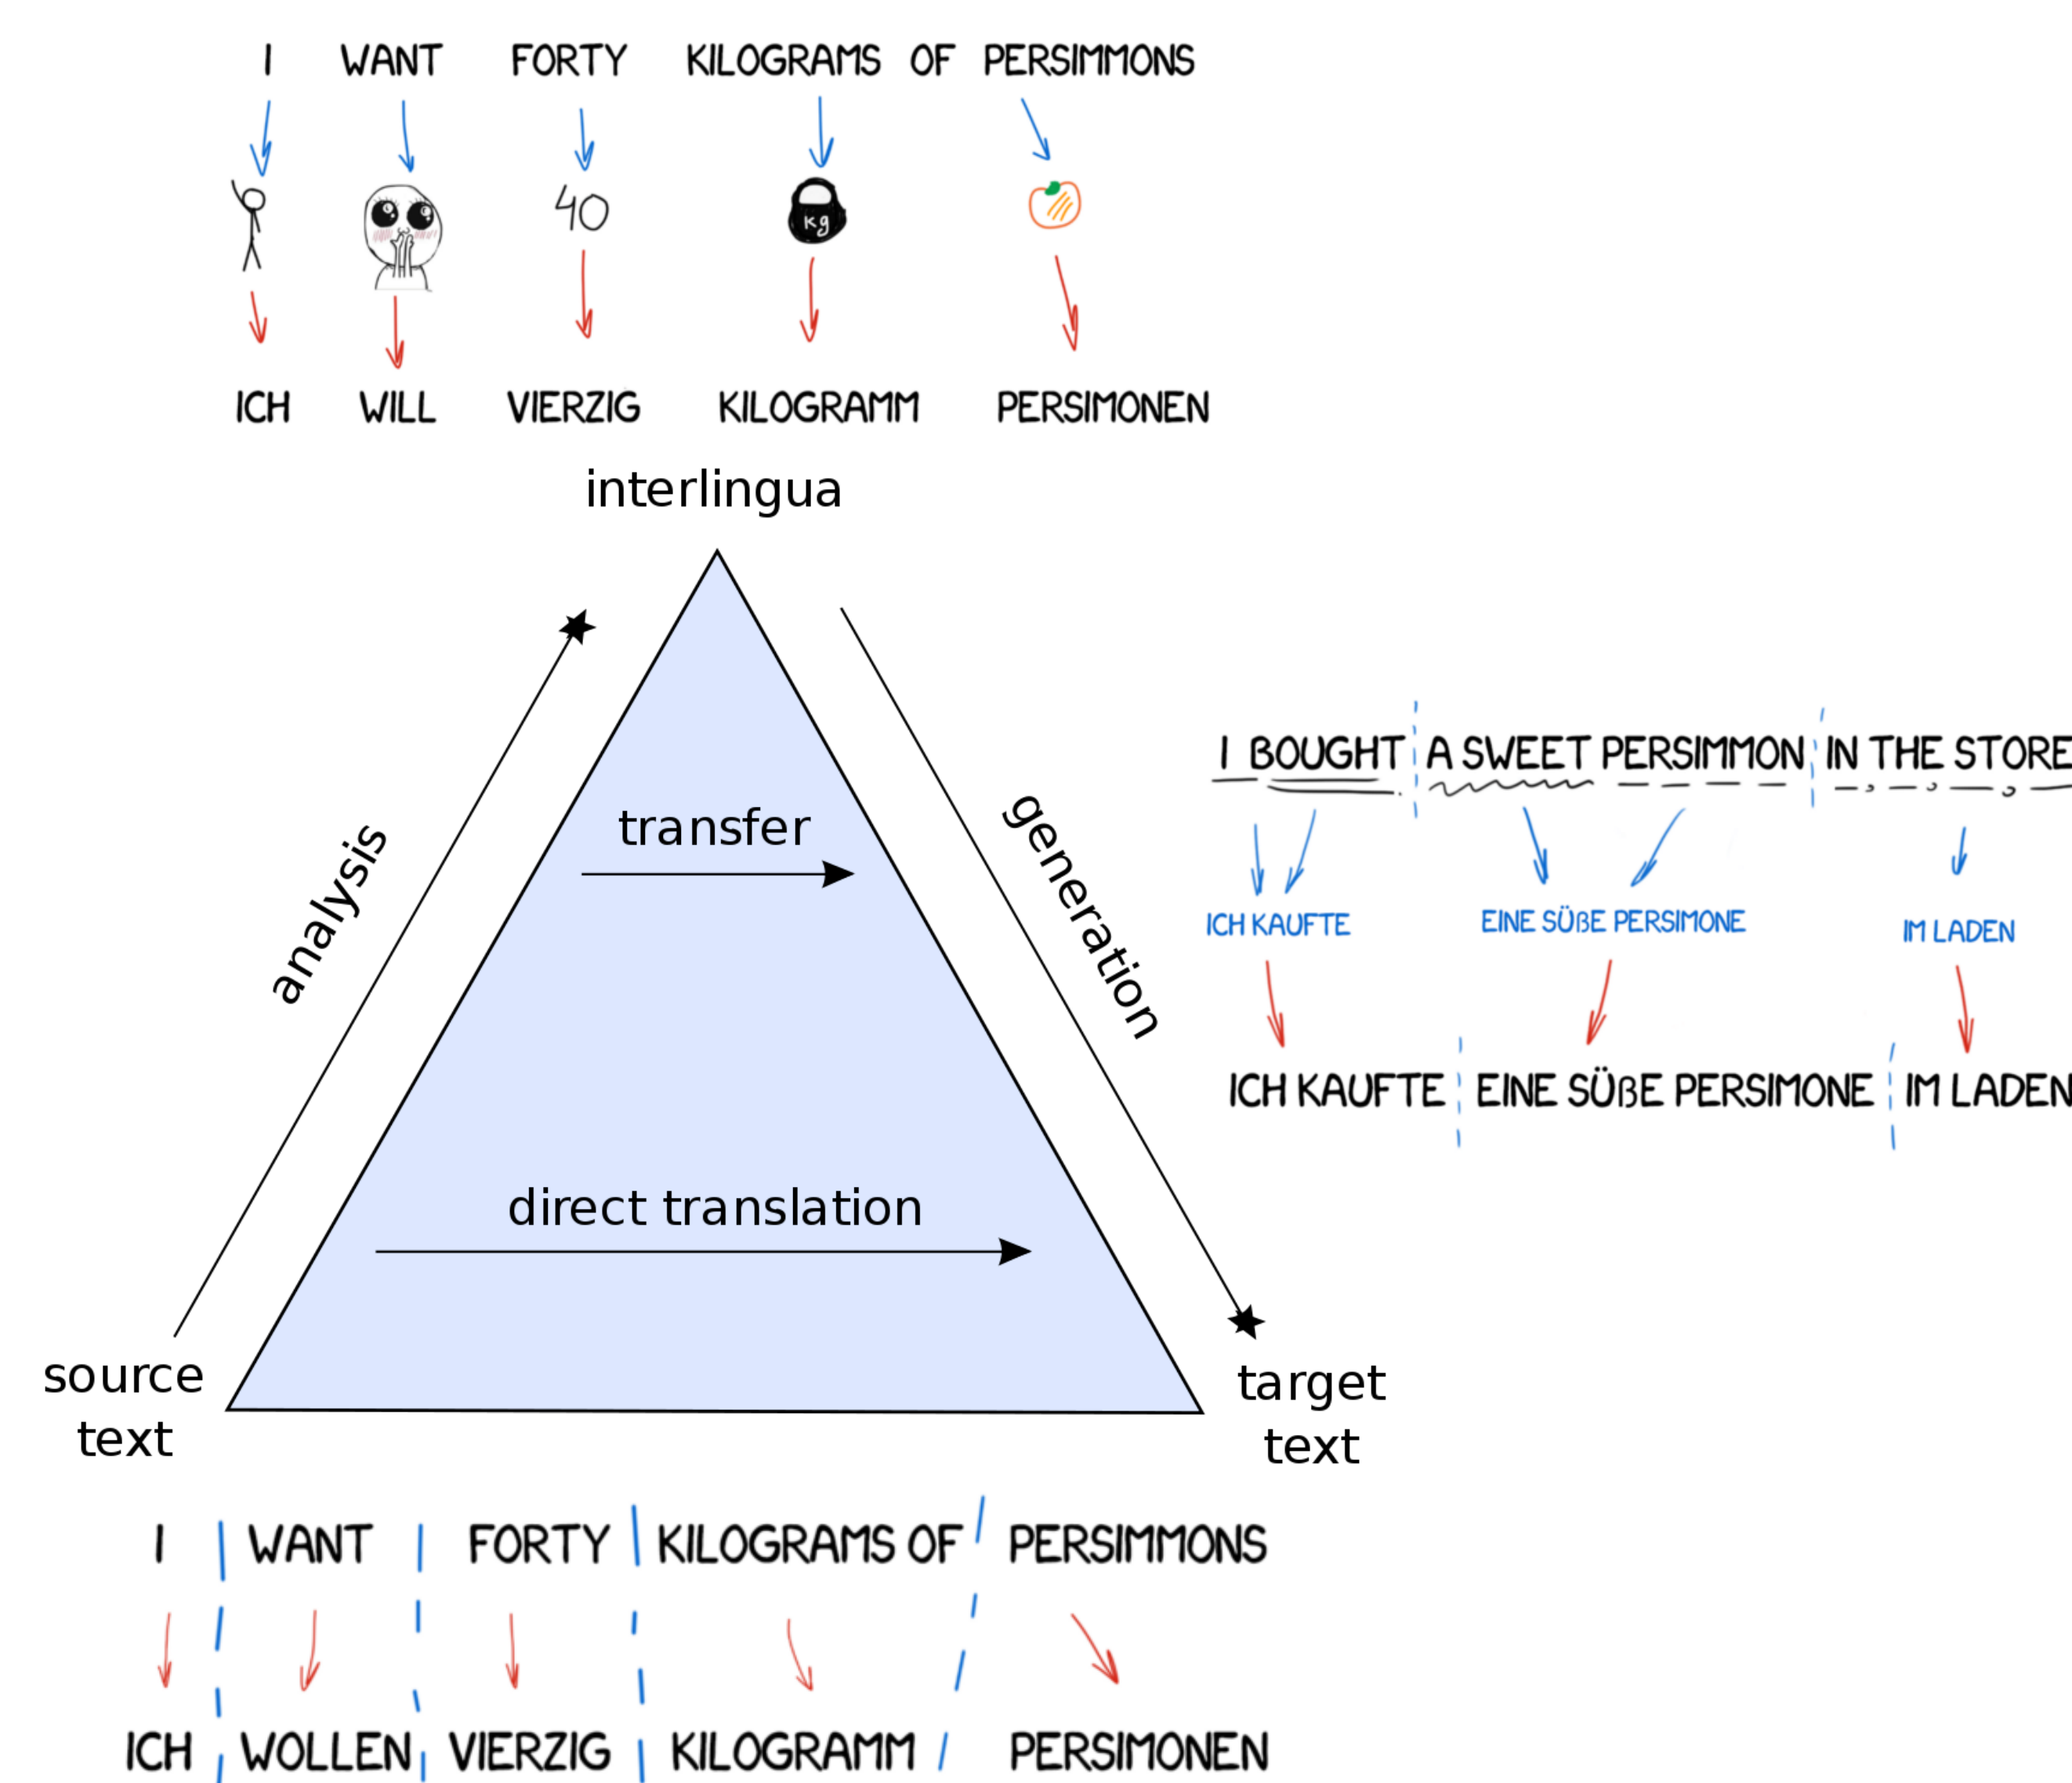 I WANT FORTY KILOGRAMS OF PERSIMMONS
40
kg
ICH WILL VIERZIG KILOGRAMM PERSIMONEN
interlingua
analysis
transfer
generation
I BOUGHT A SWEET PERSIMMON IN THE STORE
ICH KAUFTE EINE SÜßE PERSIMONE IM LADEN
ICH KAUFTE EINE SÜßE PERSIMONE IM LADEN
direct translation
source
text
target
text
I WANT FORTY KILOGRAMS OF PERSIMMONS
ICH WOLLEN VIERZIG KILOGRAMM PERSIMONEN